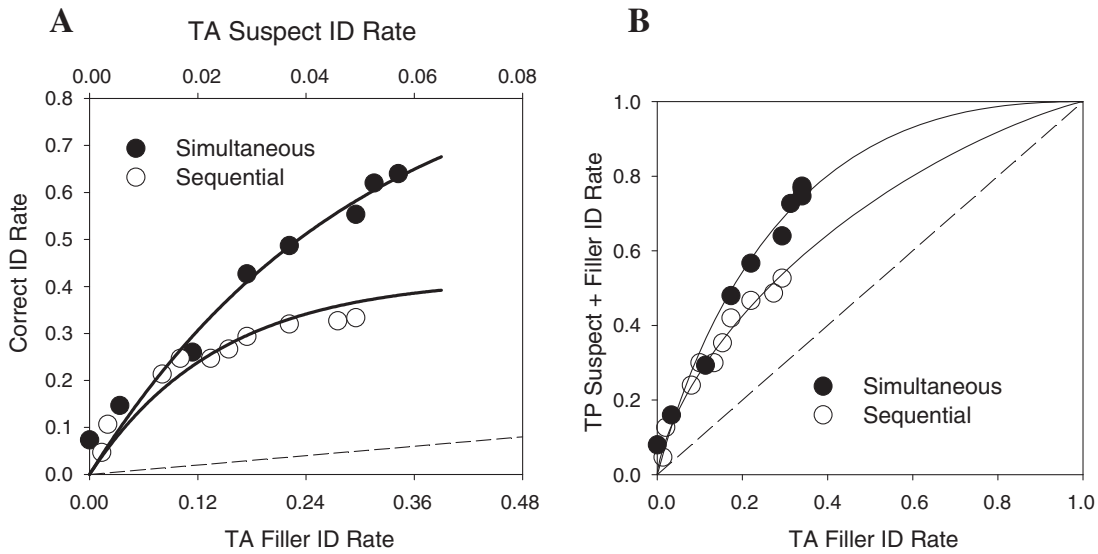 A
TA Suspect ID Rate
0.00 0.02 0.04 0.06 0.08
0.8
0.7
0.6
0.5
0.4
0.3
0.2
0.1
0.0
Correct ID Rate
Simultaneous
Sequential
0.00 0.12 0.24 0.36 0.48
TA Filler ID Rate
B
1.0
0.8
0.6
0.4
0.2
0.0
TP Suspect + Filler ID Rate
Simultaneous
Sequential
0.0 0.2 0.4 0.6 0.8 1.0
TA Filler ID Rate